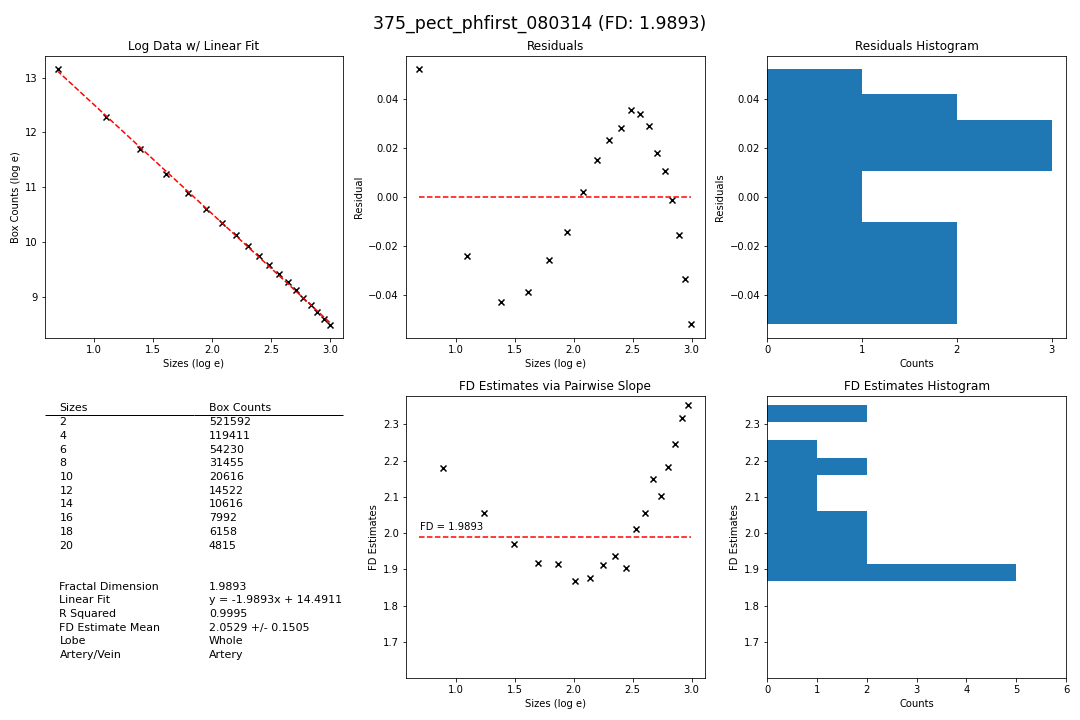 375_pect_phfirst_080314 (FD: 1.9893)
Log Data w/ Linear Fit
Box Counts (log e)
13
12
11
10
9
1.0 1.5 2.0 2.5 3.0
Sizes (log e)
Residuals
Residual
0.04
0.02
0.00
−0.02
−0.04
1.0 1.5 2.0 2.5 3.0
Sizes (log e)
Residuals Histogram
Residuals
0.04
0.02
0.00
−0.02
−0.04
0 1 2 3
Counts
Sizes Box Counts
2 521592
4 119411
6 54230
8 31455
10 20616
12 14522
14 10616
16 7992
18 6158
20 4815
Fractal Dimension 1.9893
Linear Fit y = -1.9893x + 14.4911
R Squared 0.9995
FD Estimate Mean 2.0529 +/- 0.1505
Lobe Whole
Artery/Vein Artery
FD Estimates via Pairwise Slope
FD Estimates
2.3
2.2
2.1
2.0
1.9
1.8
1.7
FD = 1.9893
1.0 1.5 2.0 2.5 3.0
Sizes (log e)
FD Estimates Histogram
FD Estimates
2.3
2.2
2.1
2.0
1.9
1.8
1.7
0 1 2 3 4 5 6
Counts